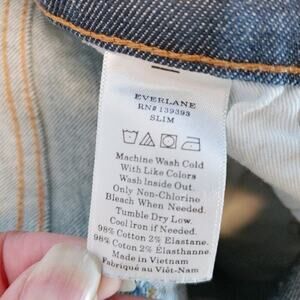 EVERLANE
RN# 139393
SLIM
Machine Wash Cold
With Like Colors
Wash Inside Out.
Only Non-Chlorine
Bleach When Needed.
Tumble Dry Low.
Cool Iron if Needed.
98% Cotton 2% Elastane.
98% Coton 2% Élasthanne.
Made in Vietnam
Fabriqué au Viêt-Nam